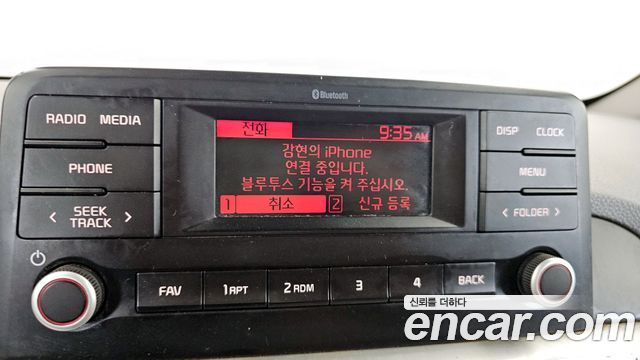 Bluetooth
RADIO MEDIA
전화 9:35 AM
DISP CLOCK
감현의 iPhone
연결 중입니다.
블루투스 기능을 켜 주십시오.
PHONE
MENU
1 취소 2 신규 등록
< SEEK TRACK >
< FOLDER >
FAV 1 RPT 2 RDM 3 4 BACK
신뢰를 더하다
encar.com